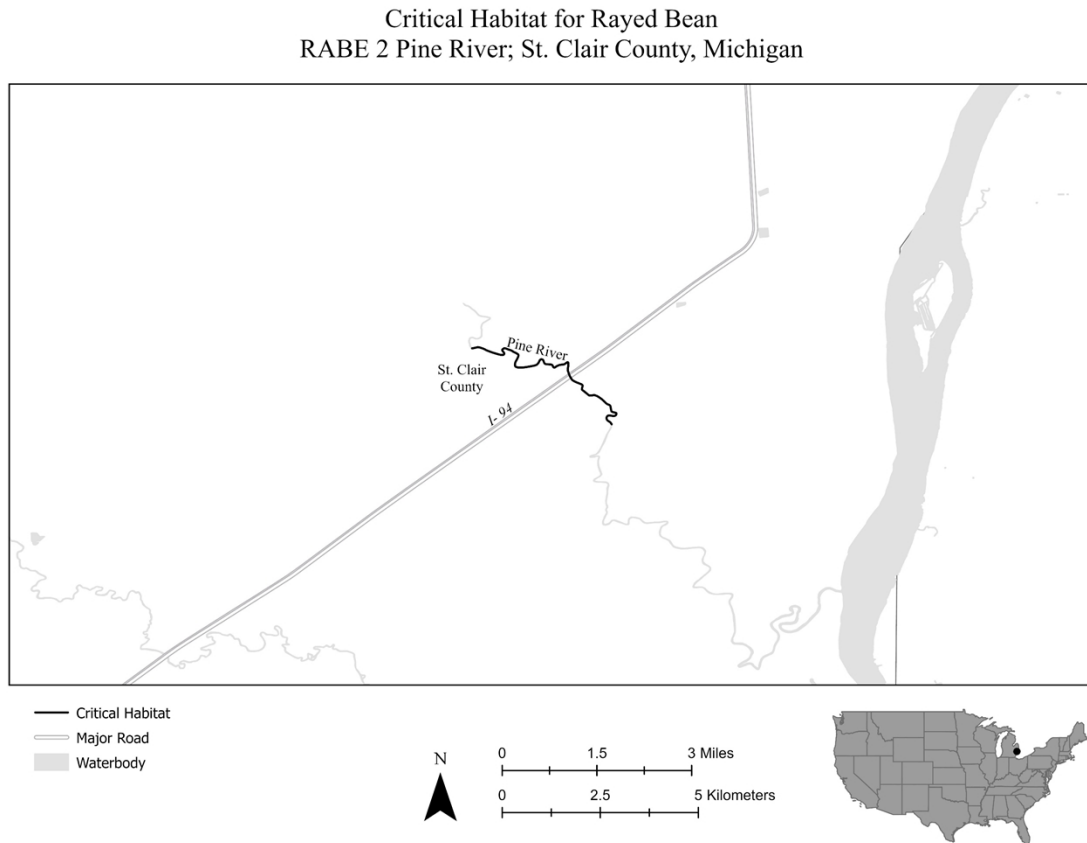 Critical Habitat for Rayed Bean
RABE 2 Pine River; St. Clair County, Michigan
Pine River
St. Clair
County
I- 94
Critical Habitat
Major Road
Waterbody
N
0 1.5 3 Miles
0 2.5 5 Kilometers